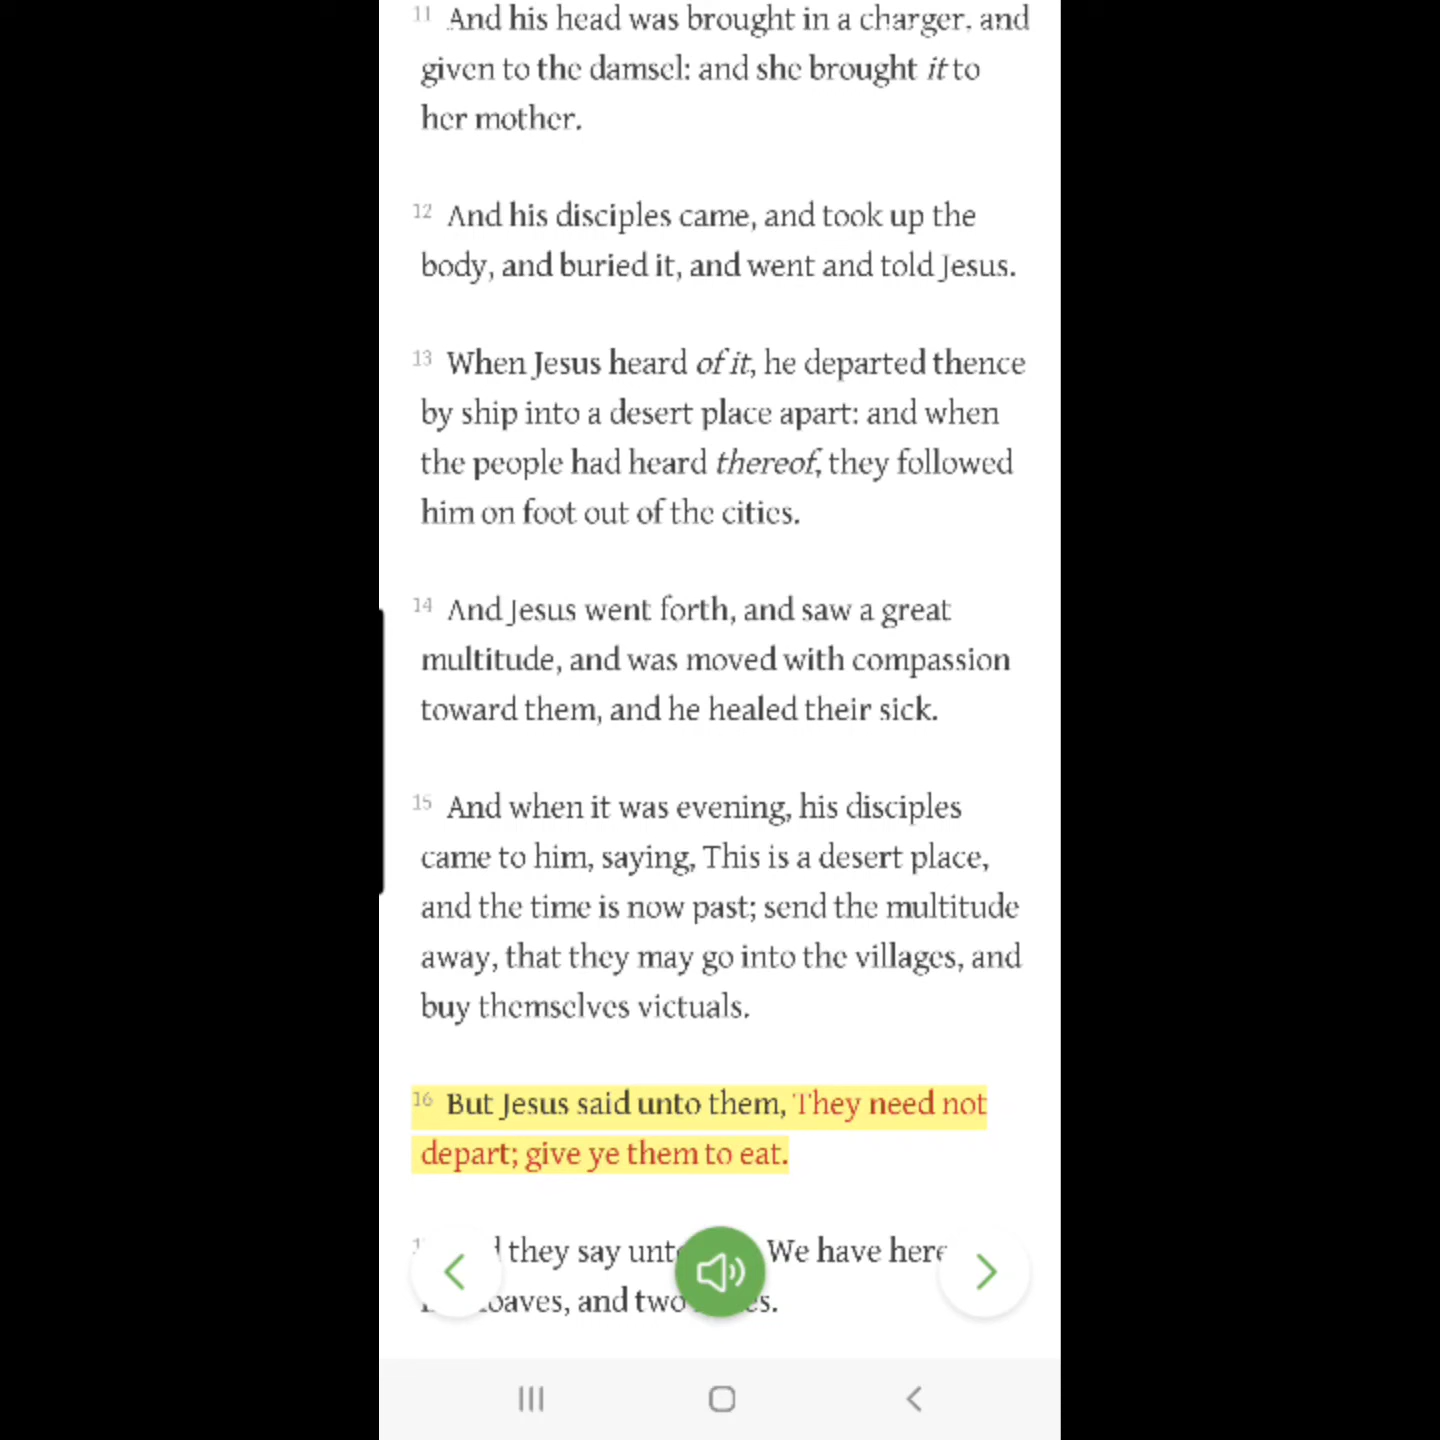 11 And his head was brought in a charger, and
given to the damsel: and she brought it to
her mother.
12 And his disciples came, and took up the
body, and buried it, and went and told Jesus.
13 When Jesus heard of it, he departed thence
by ship into a desert place apart: and when
the people had heard thereof, they followed
him on foot out of the cities.
14 And Jesus went forth, and saw a great
multitude, and was moved with compassion
toward them, and he healed their sick.
15 And when it was evening, his disciples
came to him, saying, This is a desert place,
and the time is now past; send the multitude
away, that they may go into the villages, and
buy themselves victuals.
16 But Jesus said unto them, They need not
depart; give ye them to eat.
they say We have here
and two